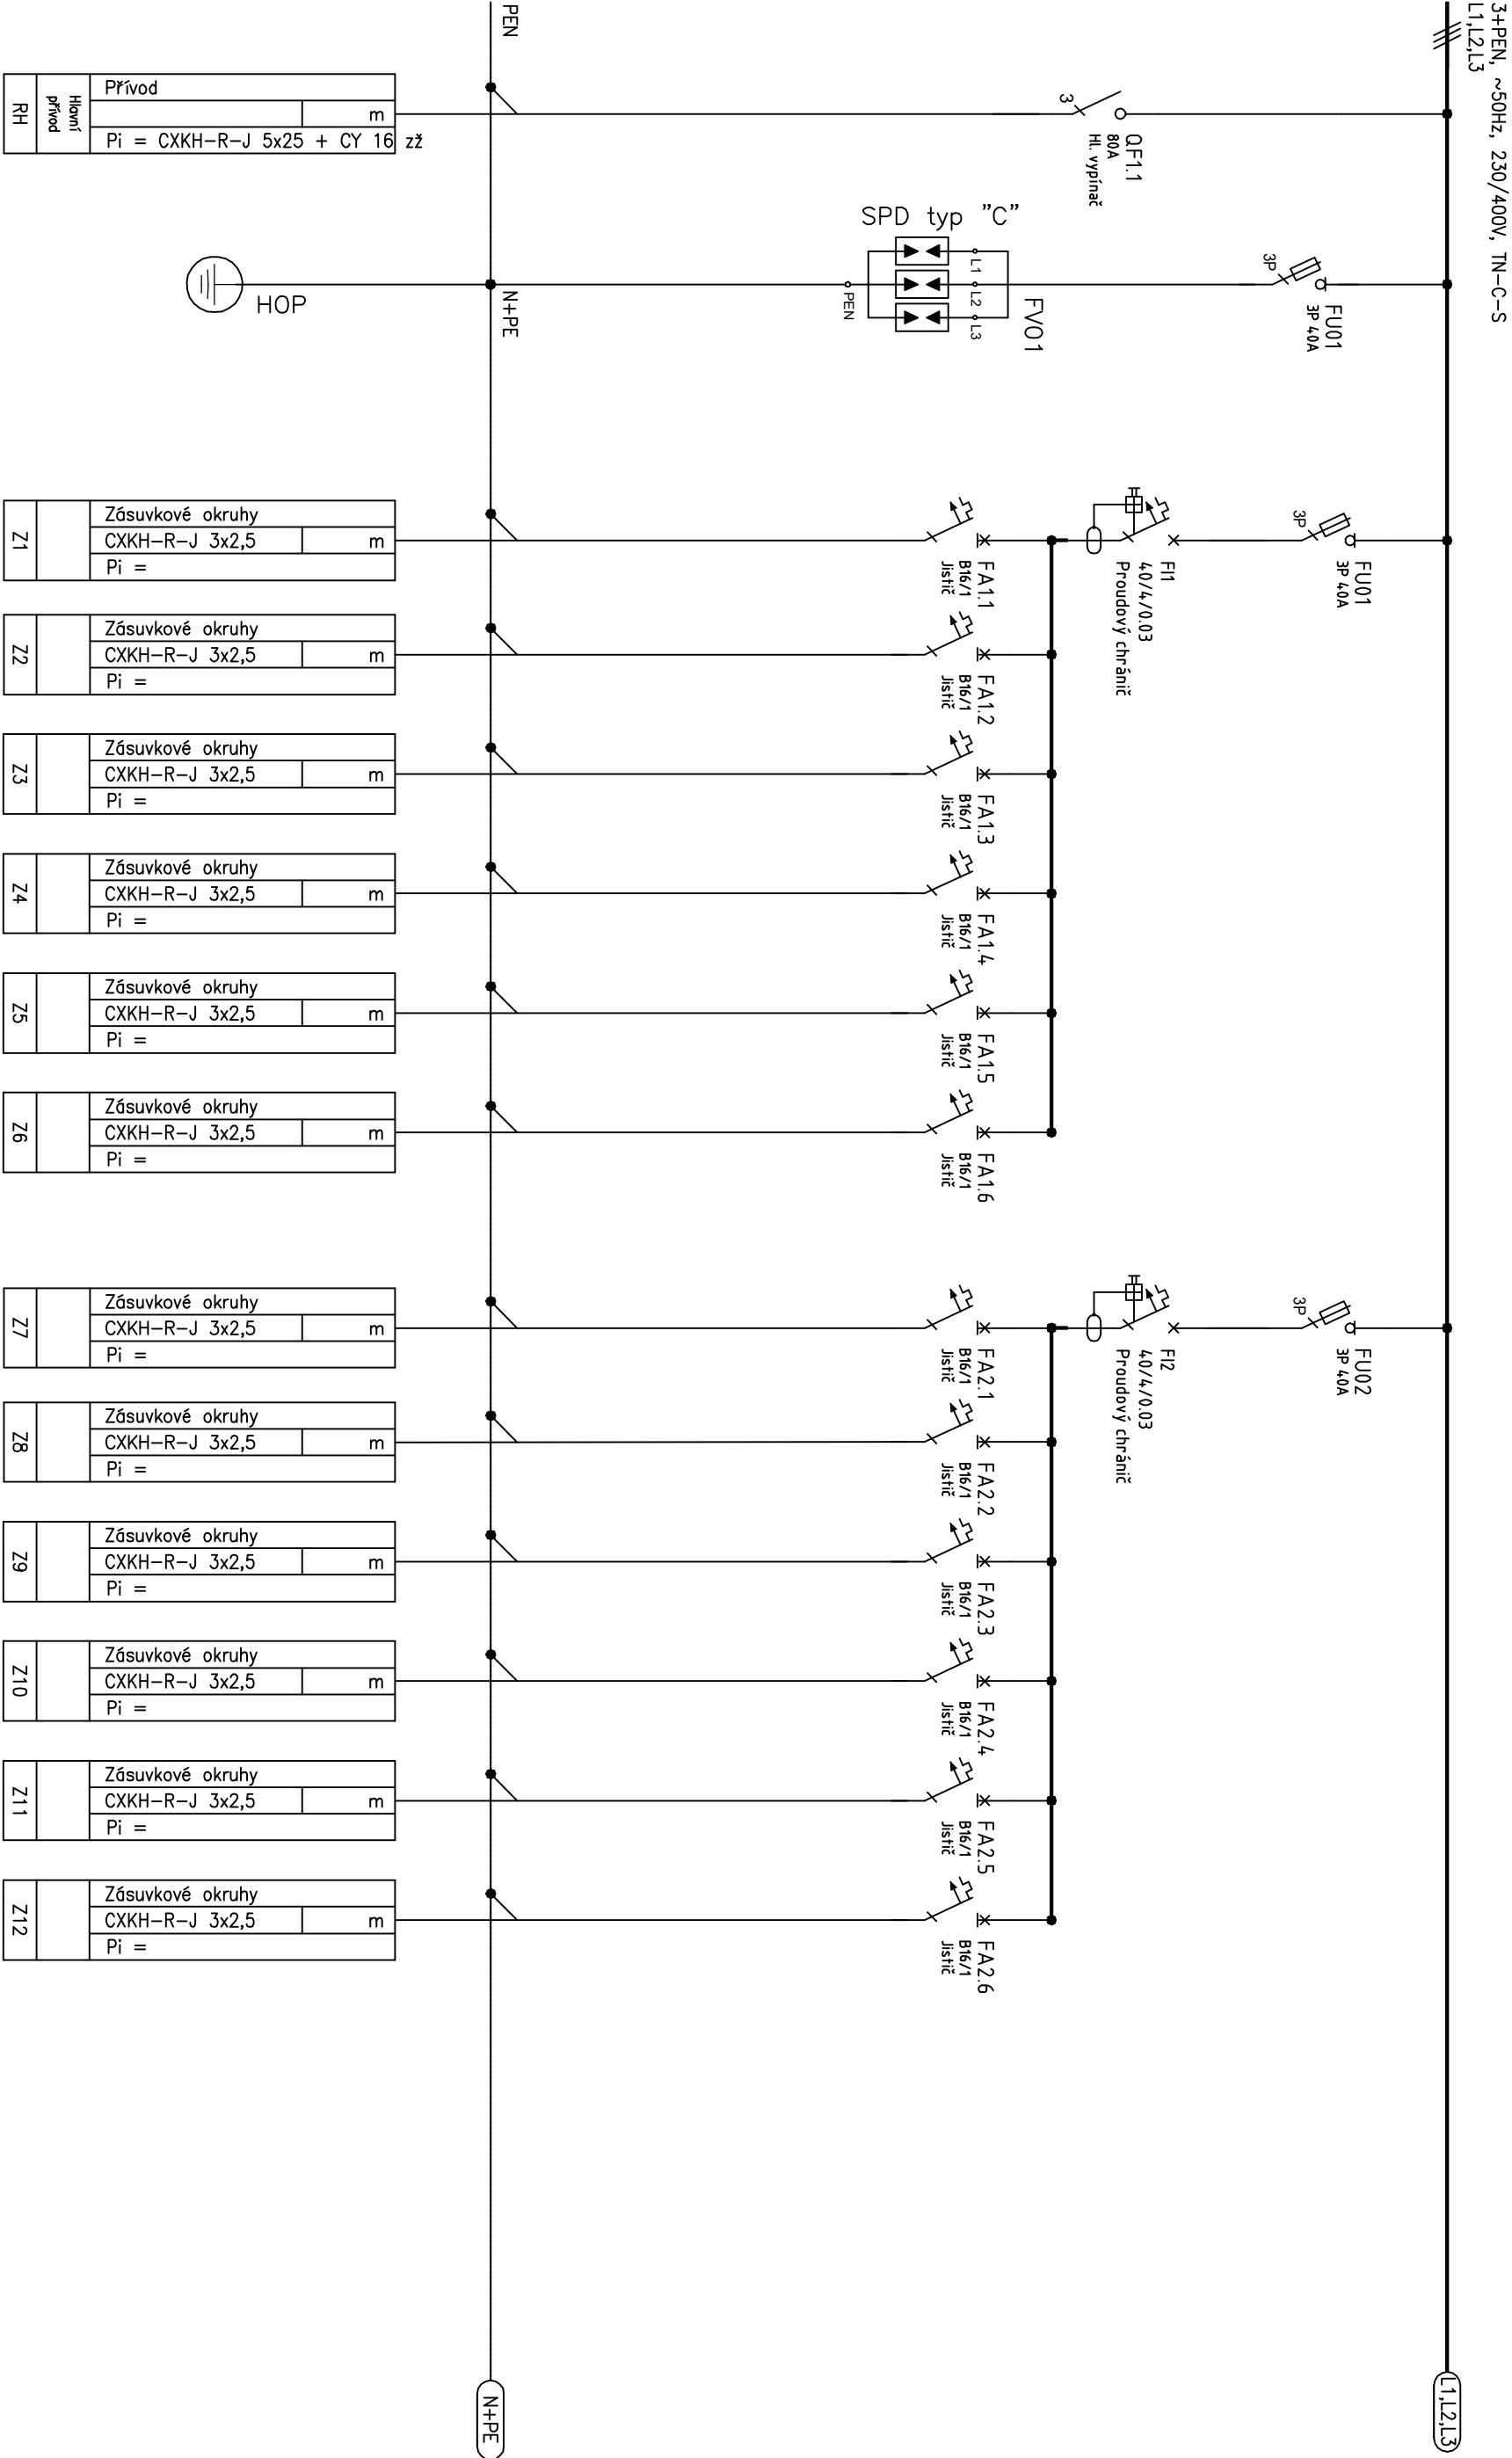 3+PEN, ~50Hz, 230/400V, TN-C-S
L1,L2,L3
PEN
Přívod
m
Pi = CXKH-R-J 5x25 + CY 16 zž
Hlavní
přívod
RH
3
QF1.1
80A
Hl. vypínač
SPD typ "C"
L1
L2
L3
PEN
FV01
3P
FU01
3P 40A
HOP
N+PE
3P
FU01
3P 40A
FI1
40/4/0.03
Proudový chránič
FA1.1
B16/1
Jistič
Zásuvkové okruhy
CXKH-R-J 3x2,5
m
Pi =
Z1
FA1.2
B16/1
Jistič
Zásuvkové okruhy
CXKH-R-J 3x2,5
m
Pi =
Z2
FA1.3
B16/1
Jistič
Zásuvkové okruhy
CXKH-R-J 3x2,5
m
Pi =
Z3
FA1.4
B16/1
Jistič
Zásuvkové okruhy
CXKH-R-J 3x2,5
m
Pi =
Z4
FA1.5
B16/1
Jistič
Zásuvkové okruhy
CXKH-R-J 3x2,5
m
Pi =
Z5
FA1.6
B16/1
Jistič
Zásuvkové okruhy
CXKH-R-J 3x2,5
m
Pi =
Z6
3P
FU02
3P 40A
FI2
40/4/0.03
Proudový chránič
FA2.1
B16/1
Jistič
Zásuvkové okruhy
CXKH-R-J 3x2,5
m
Pi =
Z7
FA2.2
B16/1
Jistič
Zásuvkové okruhy
CXKH-R-J 3x2,5
m
Pi =
Z8
FA2.3
B16/1
Jistič
Zásuvkové okruhy
CXKH-R-J 3x2,5
m
Pi =
Z9
FA2.4
B16/1
Jistič
Zásuvkové okruhy
CXKH-R-J 3x2,5
m
Pi =
Z10
FA2.5
B16/1
Jistič
Zásuvkové okruhy
CXKH-R-J 3x2,5
m
Pi =
Z11
FA2.6
B16/1
Jistič
Zásuvkové okruhy
CXKH-R-J 3x2,5
m
Pi =
Z12
N+PE
L1,L2,L3